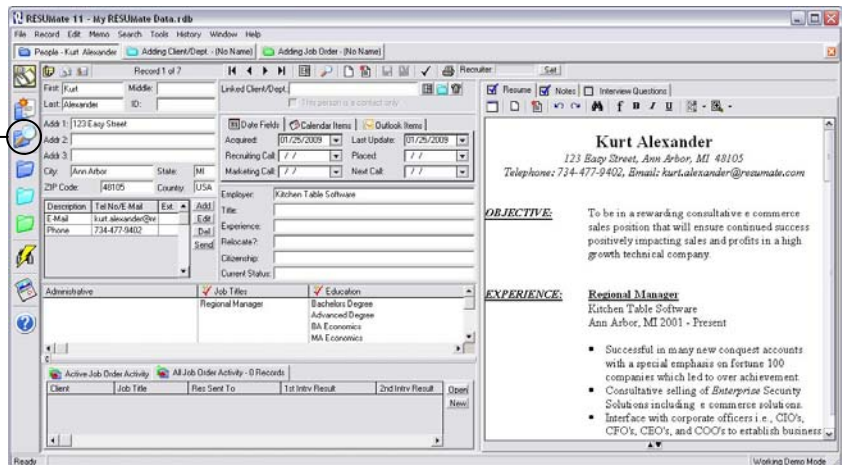 RESUMate 11 - My RESUMate Data.rdb
File Record Edit Memo Search Tools History Window Help
People - Kurt Alexander Adding Client/Dept. - (No Name) Adding Job Order - (No Name)
Record 1 of 7 Recruiter: Set
First: Kurt Middle: Linked Client/Dept.:
Last: Alexander ID: This person is a contact only
Addr 1: 123 Easy Street
Addr 2:
Addr 3:
City: Ann Arbor State: MI
ZIP Code: 48105 Country: USA
Description Tel No/E-Mail Ext. Add
E-Mail kurt.alexander@re Edit
Phone 734-477-9402 Del
Send
Date Fields Calendar Items Outlook Items
Acquired: 01/25/2009 Last Update: 01/25/2009
Recruiting Call: / / Placed: / /
Marketing Call: / / Next Call: / /
Employer: Kitchen Table Software
Title:
Experience:
Relocate?:
Citizenship:
Current Status:
Administrative Job Titles Education
Regional Manager Bachelors Degree
Advanced Degree
BA Economics
MA Economics
Active Job Order Activity All Job Order Activity - 0 Records
Client Job Title Res Sent To 1st Intrv Result 2nd Intrv Result Open
New
Resume Notes Interview Questions
f B I U
Kurt Alexander
123 Easy Street, Ann Arbor, MI 48105
Telephone: 734-477-9402, Email: kurt.alexander@resumate.com
OBJECTIVE: To be in a rewarding consultative e commerce
sales position that will ensure continued success
positively impacting sales and profits in a high
growth technical company.
EXPERIENCE: Regional Manager
Kitchen Table Software
Ann Arbor, MI 2001 - Present
Successful in many new conquest accounts
with a special emphasis on fortune 100
companies which led to over achievement.
Consultative selling of Enterprise Security
Solutions including e commerce solutions.
Interface with corporate officers i.e., CIO's,
CFO's, CEO's, and COO's to establish business
Ready Working Demo Mode